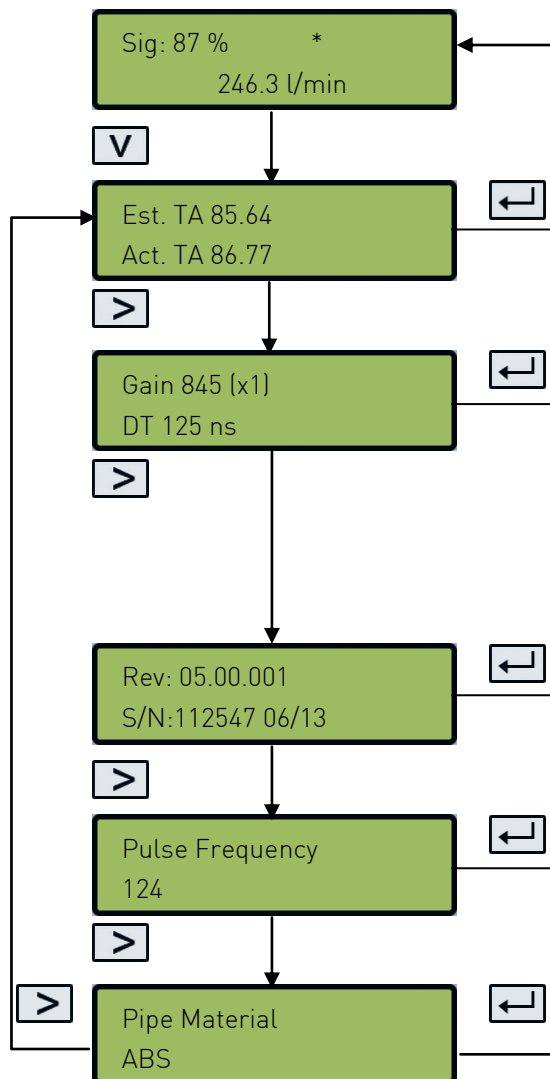 Sig: 87 % *
246.3 l/min
V
Est. TA 85.64
Act. TA 86.77
>
Gain 845 (x1)
DT 125 ns
>
Rev: 05.00.001
S/N:112547 06/13
>
Pulse Frequency
124
>
>
Pipe Material
ABS